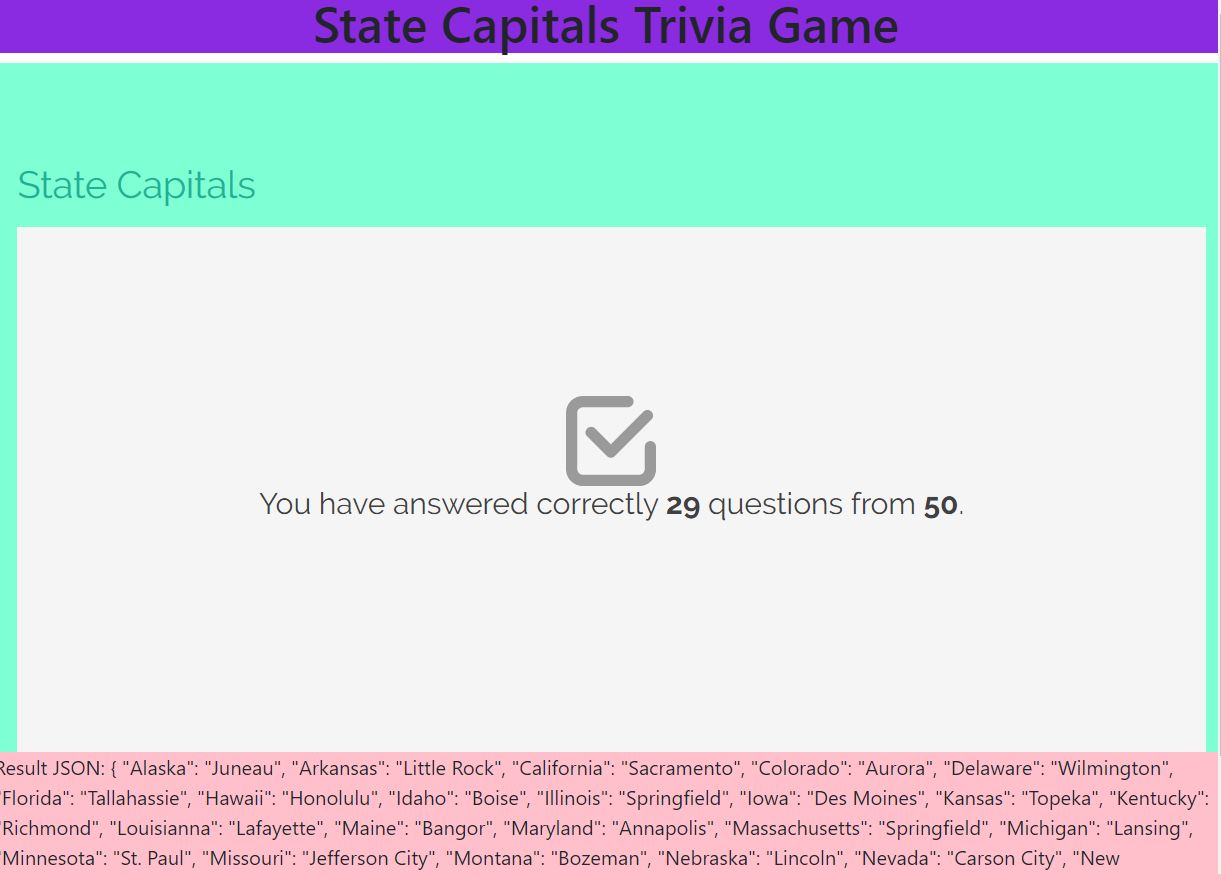 State Capitals Trivia Game
State Capitals
You have answered correctly 29 questions from 50.
Result JSON: { "Alaska": "Juneau", "Arkansas": "Little Rock", "California": "Sacramento", "Colorado": "Aurora", "Delaware": "Wilmington",
"Florida": "Tallahassie", "Hawaii": "Honolulu", "Idaho": "Boise", "Illinois": "Springfield", "Iowa": "Des Moines", "Kansas": "Topeka", "Kentucky":
"Richmond", "Louisianna": "Lafayette", "Maine": "Bangor", "Maryland": "Annapolis", "Massachusetts": "Springfield", "Michigan": "Lansing",
"Minnesota": "St. Paul", "Missouri": "Jefferson City", "Montana": "Bozeman", "Nebraska": "Lincoln", "Nevada": "Carson City", "New